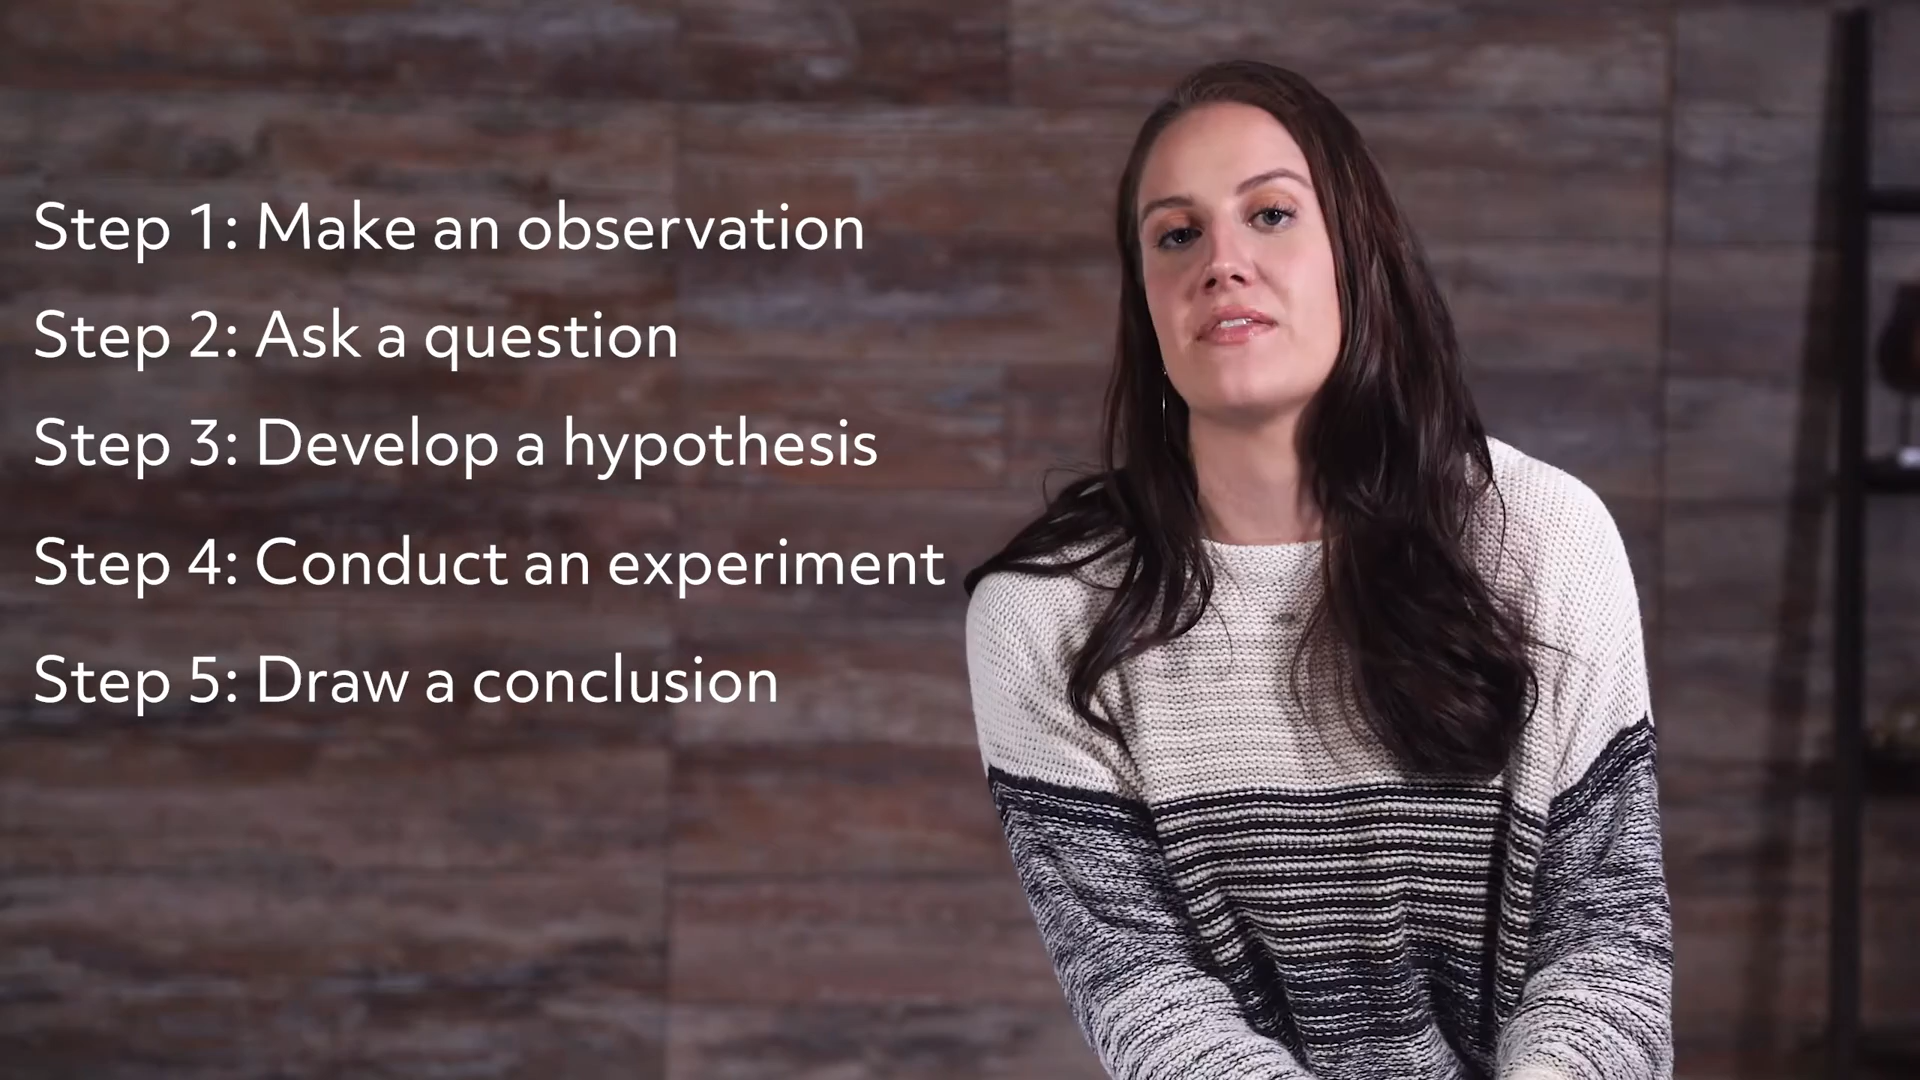 Step 1: Make an observation
Step 2: Ask a question
Step 3: Develop a hypothesis
Step 4: Conduct an experiment
Step 5: Draw a conclusion